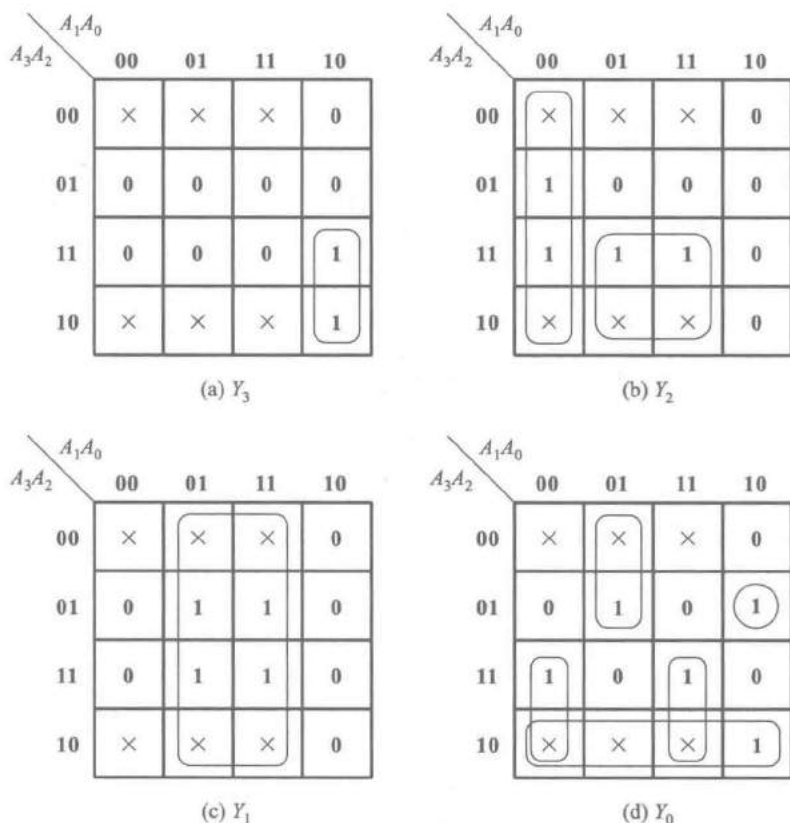 A₁A₀ A₁A₀
A₃A₂ 00 01 11 10 A₃A₂ 00 01 11 10
00 × × × 0 00 × × × 0
01 0 0 0 0 01 1 0 0 0
11 0 0 0 1 11 1 1 1 0
10 × × × 1 10 × × × 0
(a) Y₃ (b) Y₂
A₁A₀ A₁A₀
A₃A₂ 00 01 11 10 A₃A₂ 00 01 11 10
00 × × × 0 00 × × × 0
01 0 1 1 0 01 0 1 0 1
11 0 1 1 0 11 1 0 1 0
10 × × × 0 10 × × × 1
(c) Y₁ (d) Y₀